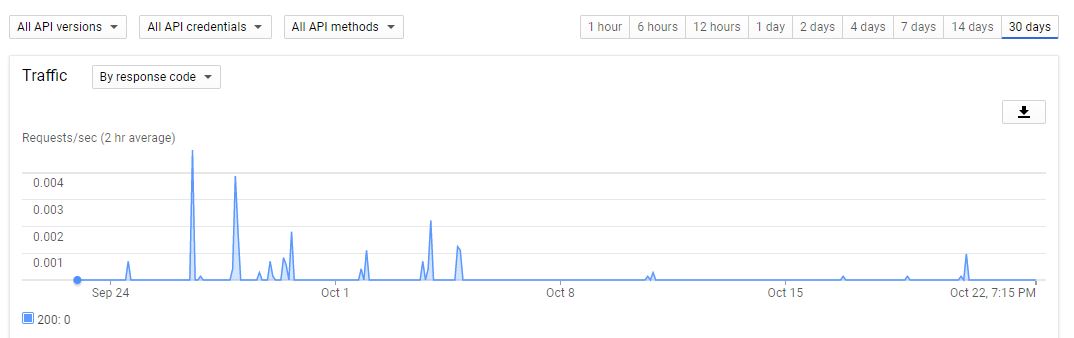 All API versions All API credentials All API methods 1 hour 6 hours 12 hours 1 day 2 days 4 days 7 days 14 days 30 days
Traffic By response code
Requests/sec (2 hr average)
0.004
0.003
0.002
0.001
Sep 24 Oct 1 Oct 8 Oct 15 Oct 22, 7:15 PM
200: 0